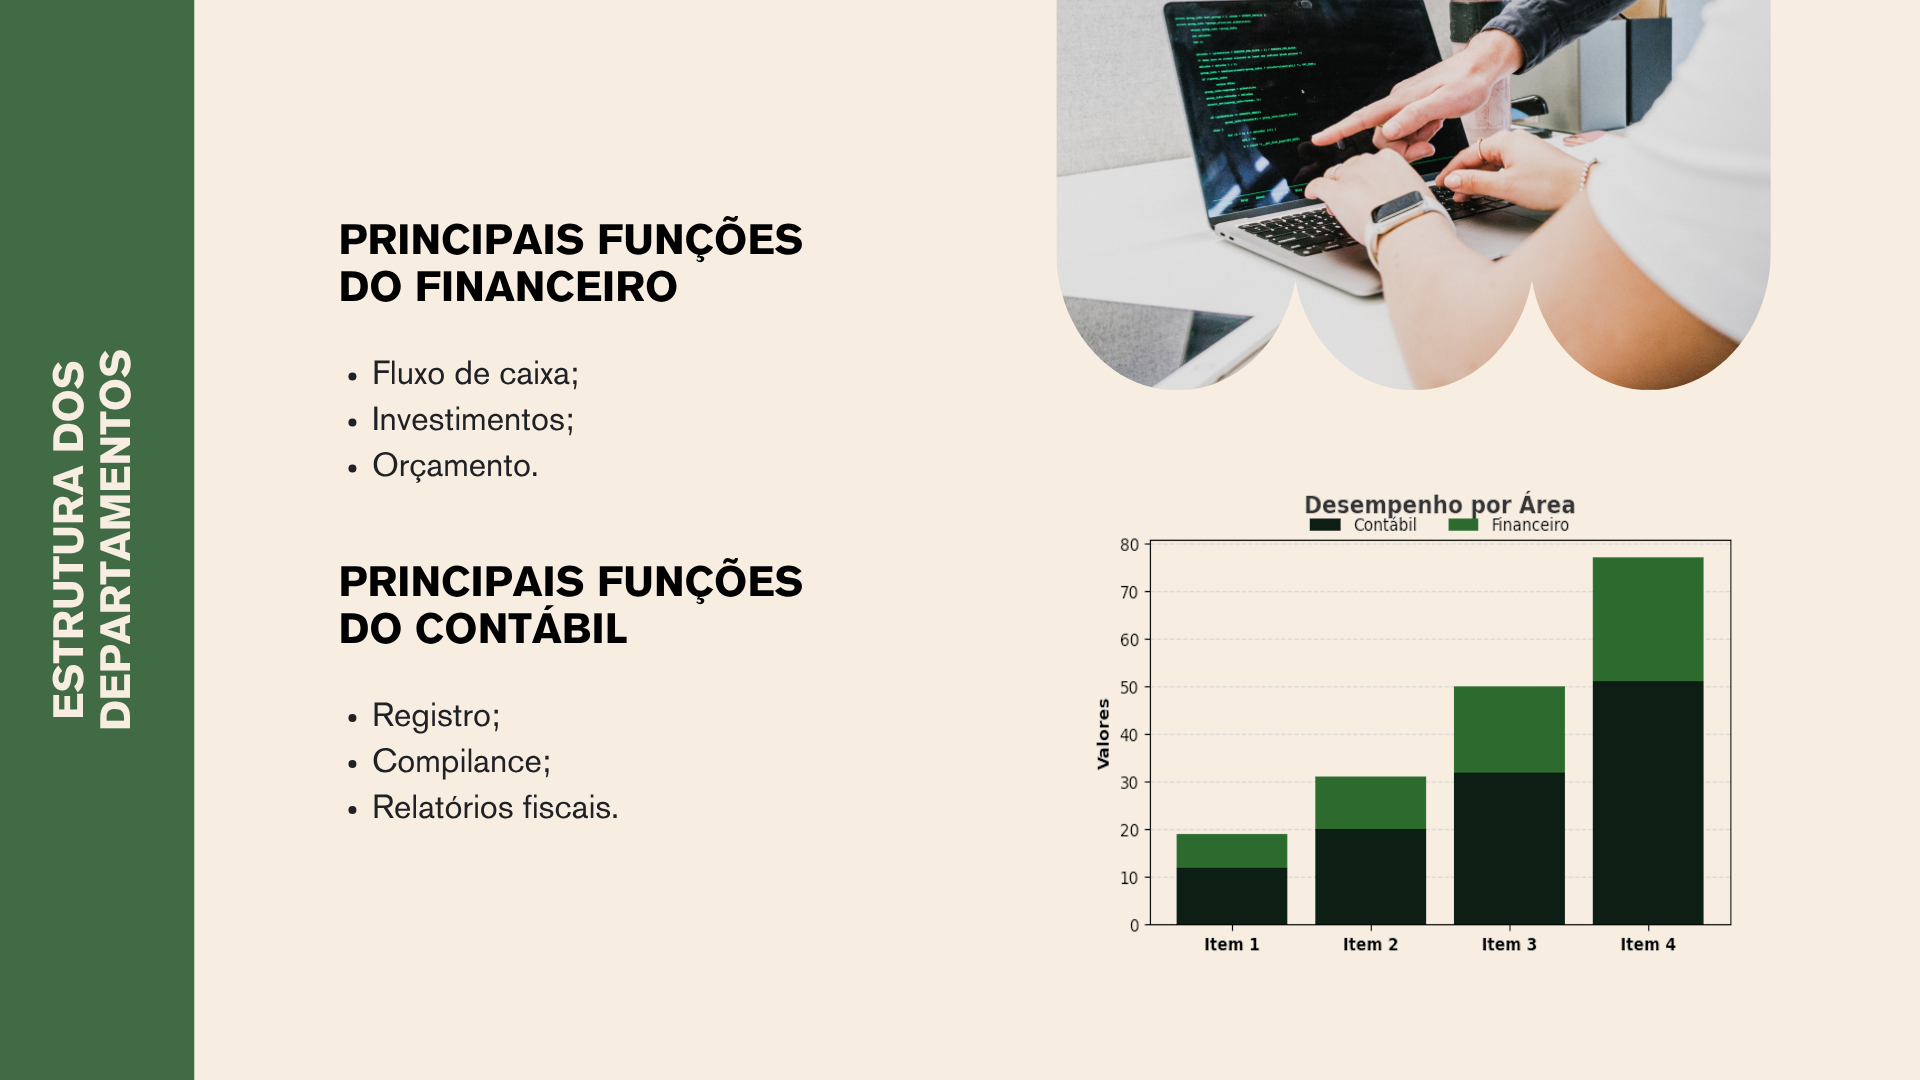 ESTRUTURA DOS
DEPARTAMENTOS
PRINCIPAIS FUNÇÕES
DO FINANCEIRO
• Fluxo de caixa;
• Investimentos;
• Orçamento.
PRINCIPAIS FUNÇÕES
DO CONTÁBIL
• Registro;
• Compilance;
• Relatórios fiscais.
Desempenho por Área
Contábil Financeiro
Valores
80
70
60
50
40
30
20
10
0
Item 1 Item 2 Item 3 Item 4